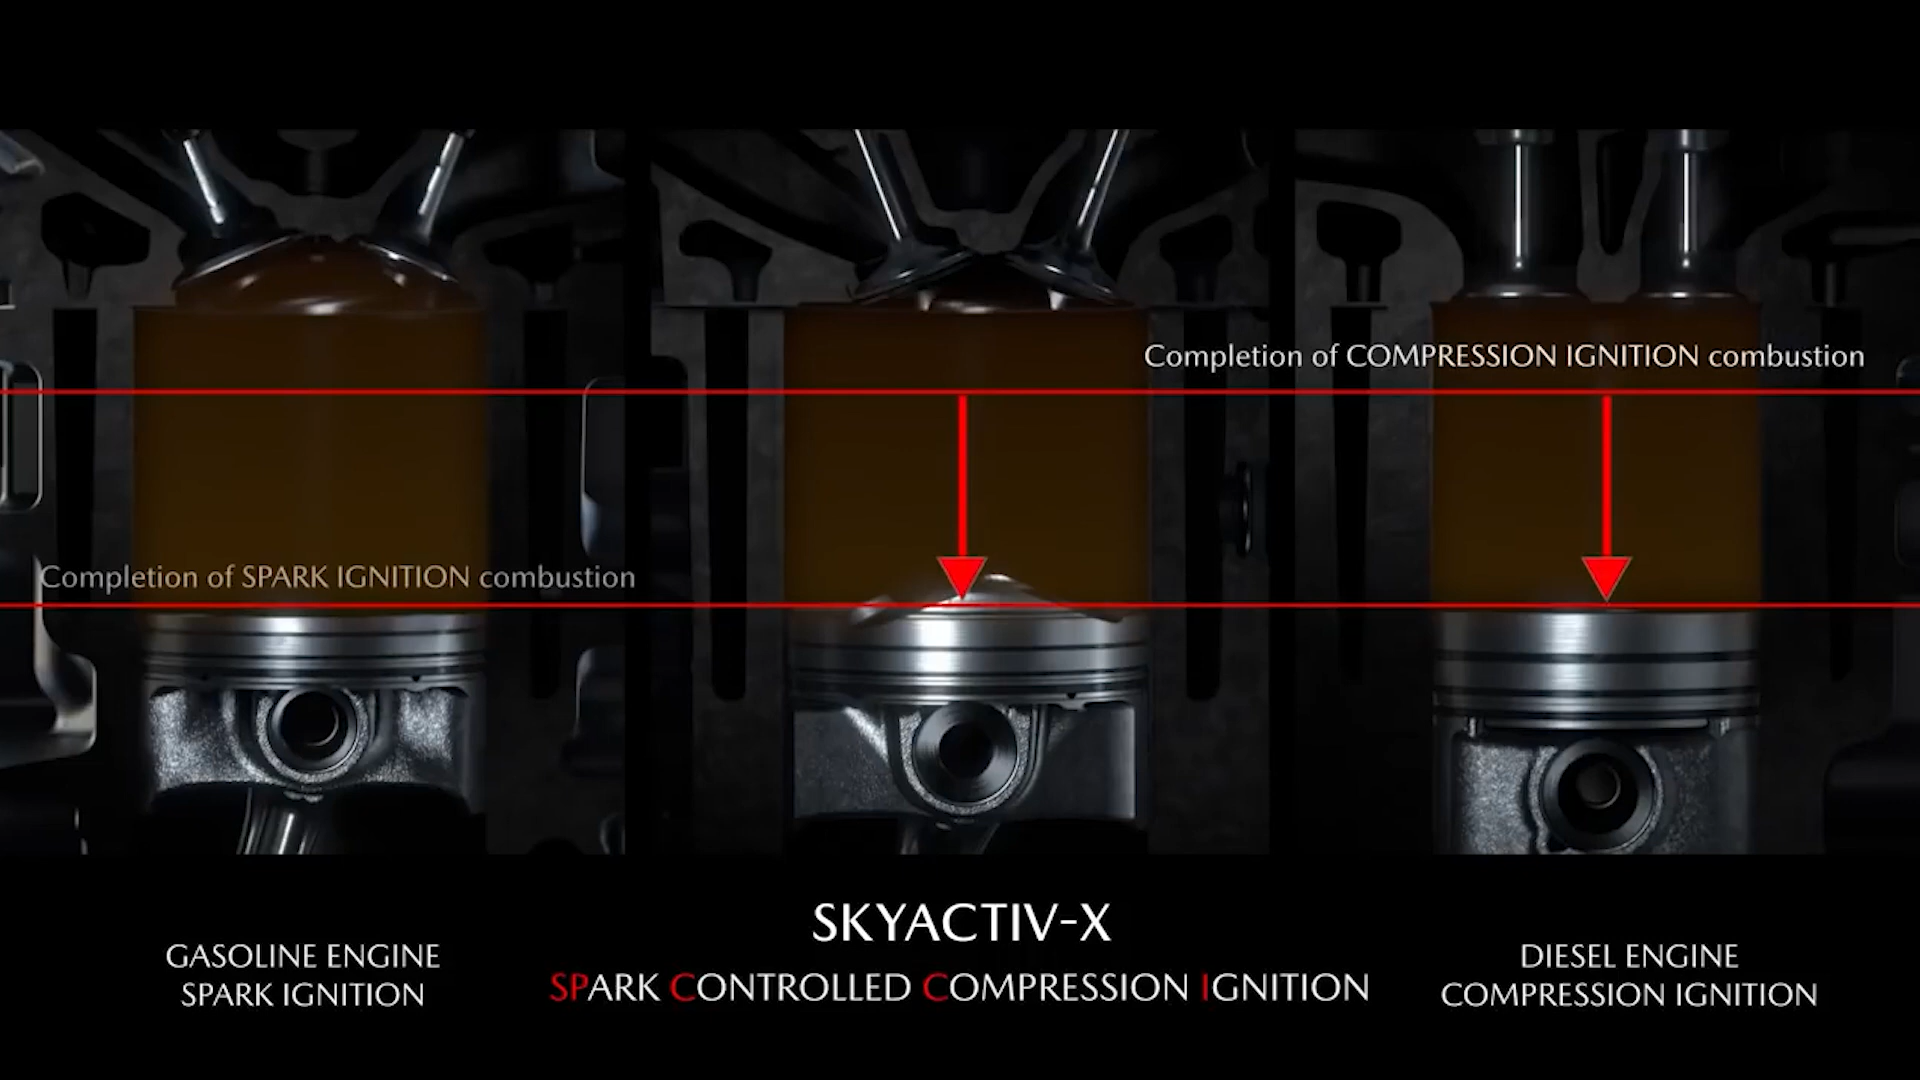 Completion of COMPRESSION IGNITION combustion
Completion of SPARK IGNITION combustion
SKYACTIV-X
GASOLINE ENGINE
SPARK IGNITION
SPARK CONTROLLED COMPRESSION IGNITION
DIESEL ENGINE
COMPRESSION IGNITION